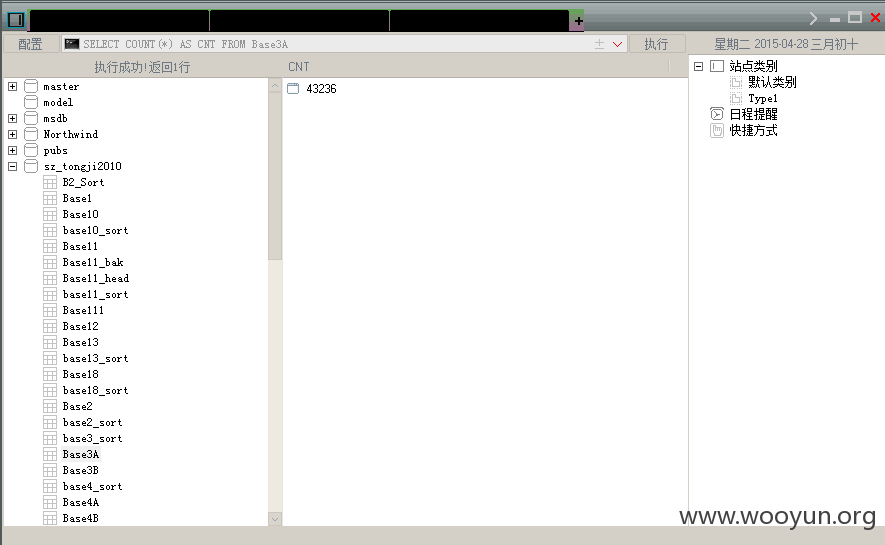 配置
SELECT COUNT(*) AS CNT FROM Base3A
执行
星期二 2015-04-28 三月初十
执行成功!返回1行
CNT
master
model
msdb
Northwind
pubs
sz_tongji2010
B2_Sort
Base1
Base10
base10_sort
Base11
Base11_bak
Base11_head
base11_sort
Base111
Base12
Base13
base13_sort
Base18
base18_sort
Base2
base2_sort
base3_sort
Base3A
Base3B
base4_sort
Base4A
Base4B
43236
站点类别
默认类别
Type1
日程提醒
快捷方式
www.wooyun.org